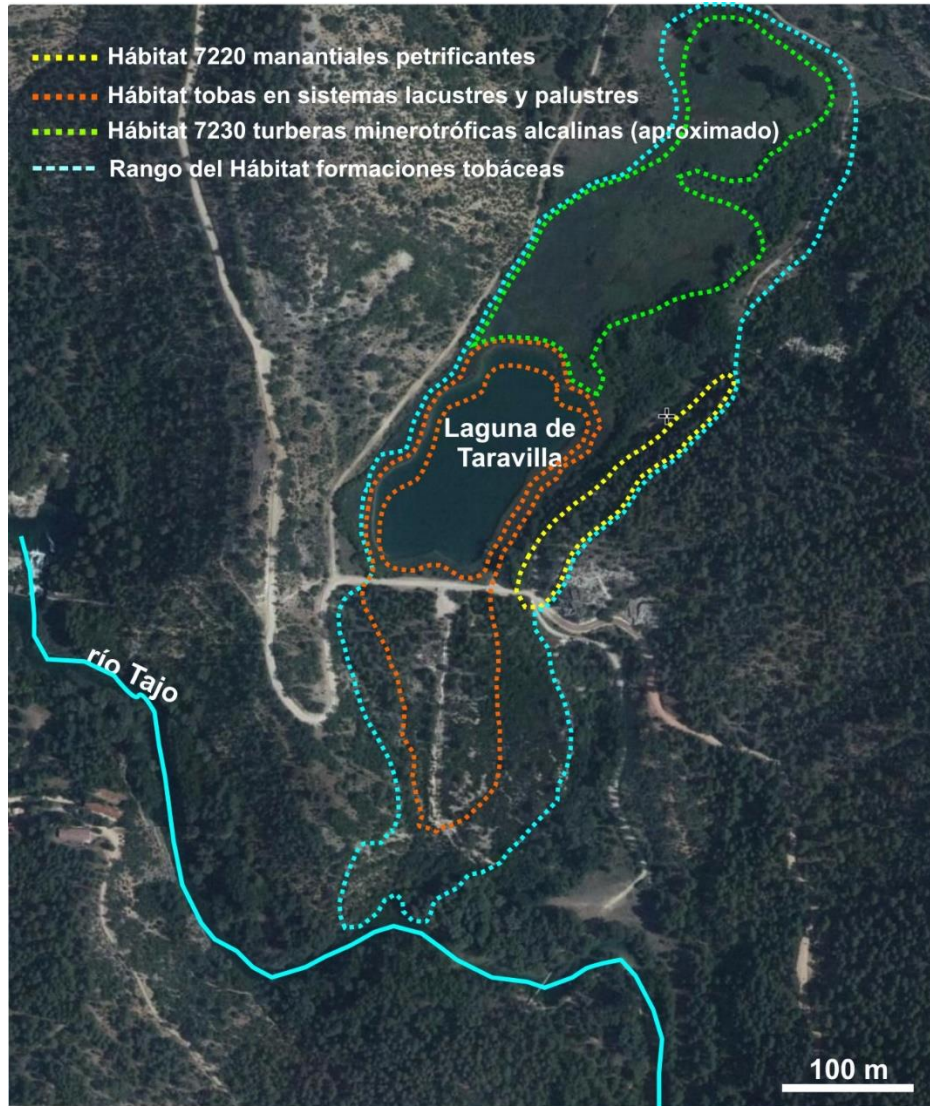 Hábitat 7220 manantiales petrificantes
Hábitat tobas en sistemas lacustres y palustres
Hábitat 7230 turberas minerotróficas alcalinas (aproximado)
Rango del Hábitat formaciones tobáceas
Laguna de
Taravilla
río Tajo
100 m